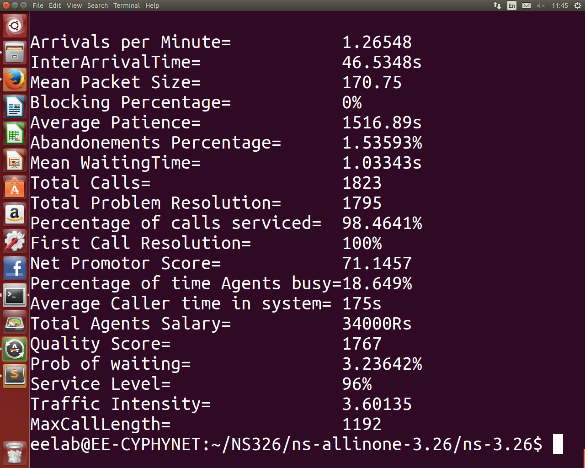 File Edit View Search Terminal Help En 11:45
Arrivals per Minute= 1.26548
InterArrivalTime= 46.5348s
Mean Packet Size= 170.75
Blocking Percentage= 0%
Average Patience= 1516.89s
Abandonements Percentage= 1.53593%
Mean WaitingTime= 1.03343s
Total Calls= 1823
Total Problem Resolution= 1795
Percentage of calls serviced= 98.4641%
First Call Resolution= 100%
Net Promotor Score= 71.1457
Percentage of time Agents busy=18.649%
Average Caller time in system= 175s
Total Agents Salary= 34000Rs
Quality Score= 1767
Prob of waiting= 3.23642%
Service Level= 96%
Traffic Intensity= 3.60135
MaxCallLength= 1192
eelab@EE-CYPHYNET:~/NS326/ns-allinone-3.26/ns-3.26$